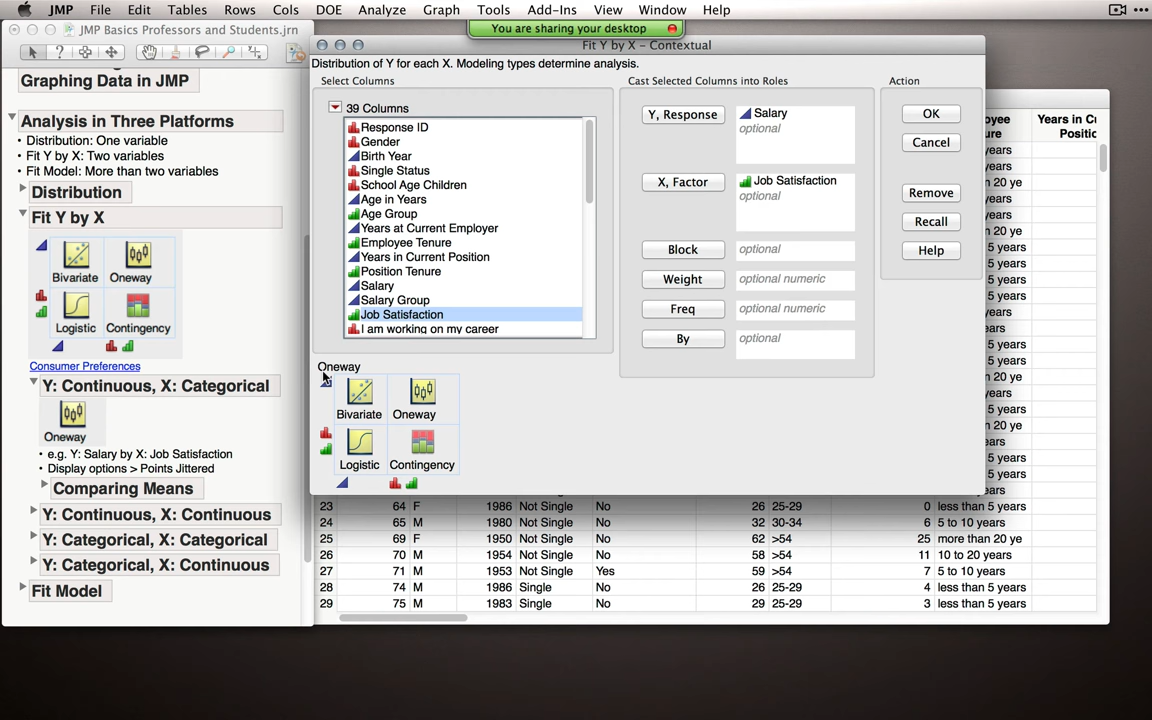 JMP File Edit Tables Rows Cols DOE Analyze Graph Tools Add-Ins View Window Help
You are sharing your desktop
JMP Basics Professors and Students.jrn
Graphing Data in JMP
Analysis in Three Platforms
• Distribution: One variable
• Fit Y by X: Two variables
• Fit Model: More than two variables
Distribution
Fit Y by X
Bivariate Oneway
Logistic Contingency
Consumer Preferences
Y: Continuous, X: Categorical
Oneway
• e.g. Y: Salary by X: Job Satisfaction
• Display options > Points Jittered
Comparing Means
Y: Continuous, X: Continuous
Y: Categorical, X: Categorical
Y: Categorical, X: Continuous
Fit Model
Fit Y by X - Contextual
Distribution of Y for each X. Modeling types determine analysis.
Select Columns
39 Columns
Response ID
Gender
Birth Year
Single Status
School Age Children
Age in Years
Age Group
Years at Current Employer
Employee Tenure
Years in Current Position
Position Tenure
Salary
Salary Group
Job Satisfaction
I am working on my career
Oneway
Bivariate Oneway
Logistic Contingency
Cast Selected Columns into Roles
Y, Response Salary
optional
X, Factor Job Satisfaction
optional
Block optional
Weight optional numeric
Freq optional numeric
By optional
Action
OK
Cancel
Remove
Recall
Help
23 64 F 1986 Not Single No 26 25-29 0 less than 5 years
24 65 M 1980 Not Single No 32 30-34 6 5 to 10 years
25 69 F 1950 Not Single No 62 >54 25 more than 20 ye
26 70 M 1954 Not Single No 58 >54 11 10 to 20 years
27 71 M 1953 Not Single Yes 59 >54 7 5 to 10 years
28 74 M 1986 Single No 26 25-29 4 less than 5 years
29 75 M 1983 Single No 29 25-29 3 less than 5 years